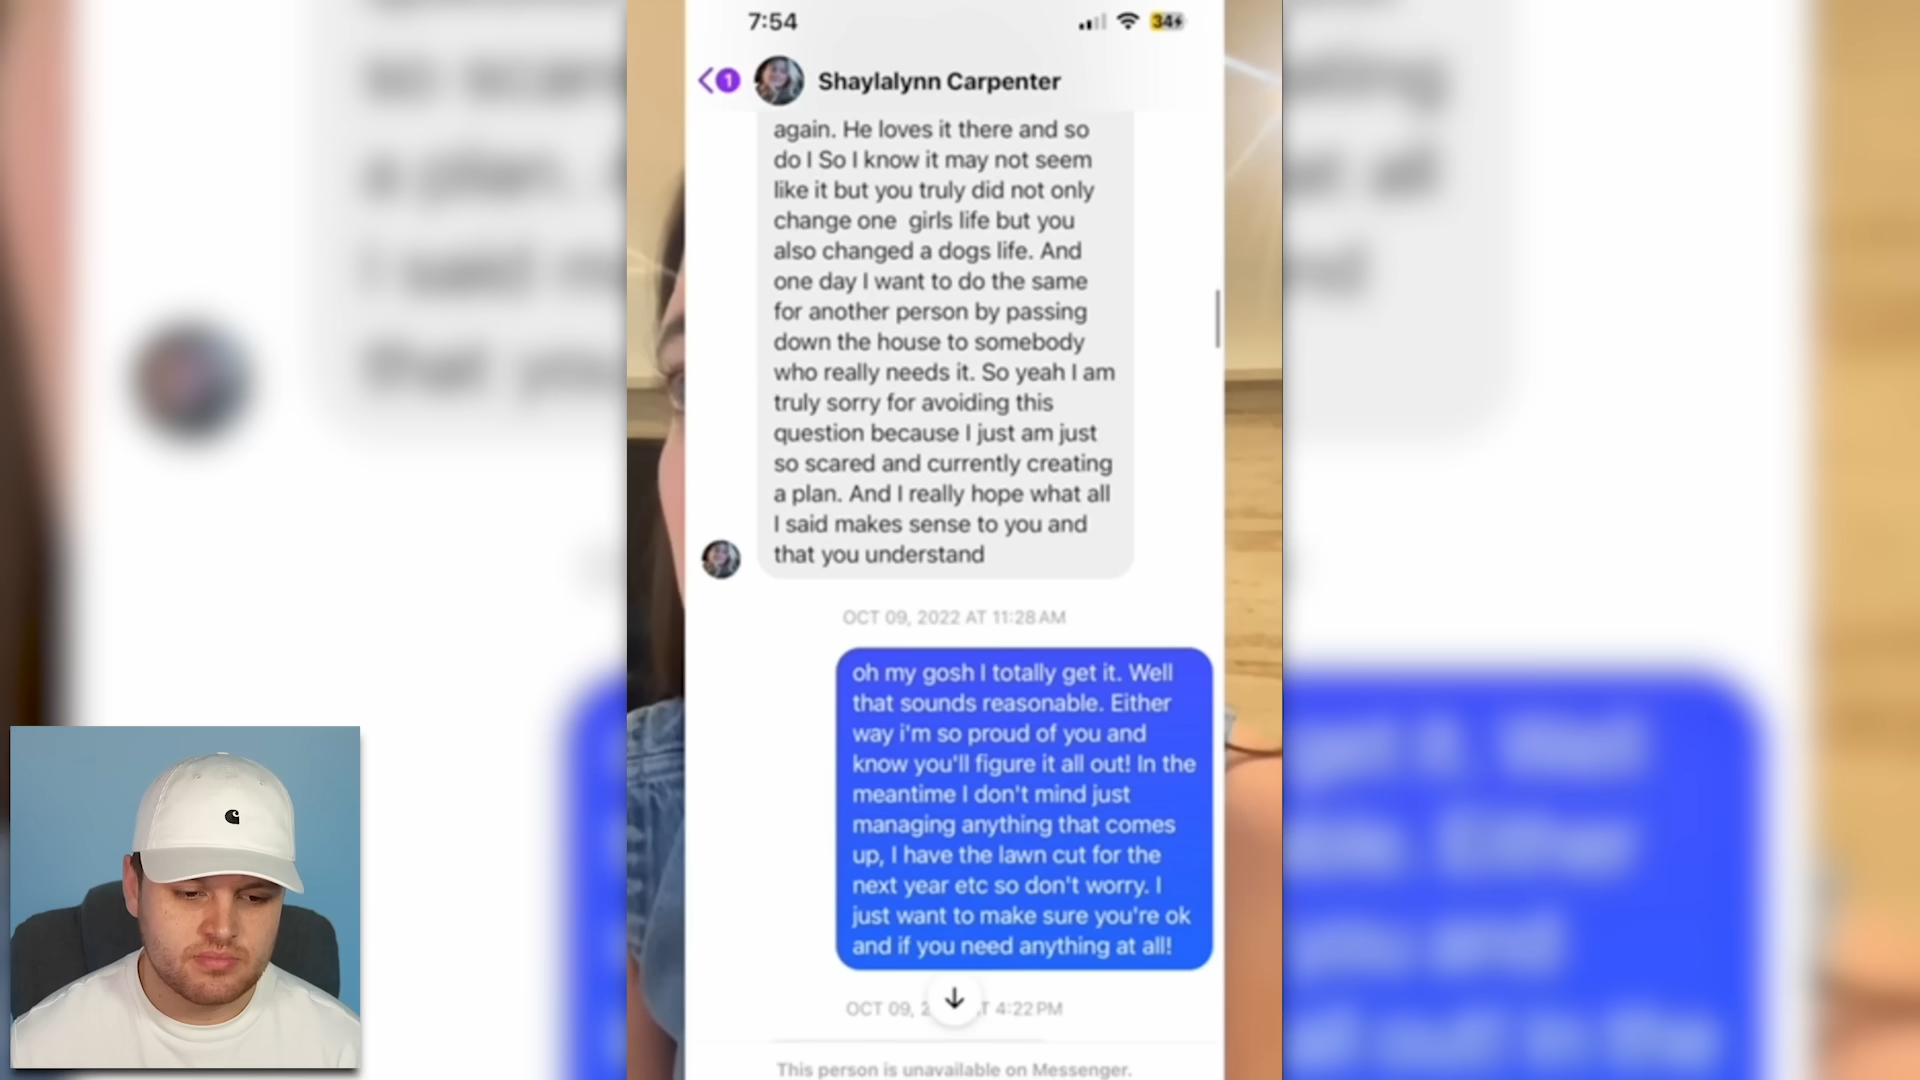 7:54
34
1
Shaylalynn Carpenter
again. He loves it there and so
do I So I know it may not seem
like it but you truly did not only
change one girls life but you
also changed a dogs life. And
one day I want to do the same
for another person by passing
down the house to somebody
who really needs it. So yeah I am
truly sorry for avoiding this
question because I just am just
so scared and currently creating
a plan. And I really hope what all
I said makes sense to you and
that you understand
OCT 09, 2022 AT 11:28 AM
oh my gosh I totally get it. Well
that sounds reasonable. Either
way i'm so proud of you and
know you'll figure it all out! In the
meantime I don't mind just
managing anything that comes
up, I have the lawn cut for the
next year etc so don't worry. I
just want to make sure you're ok
and if you need anything at all!
OCT 09, 2 T 4:22 PM
This person is unavailable on Messenger.